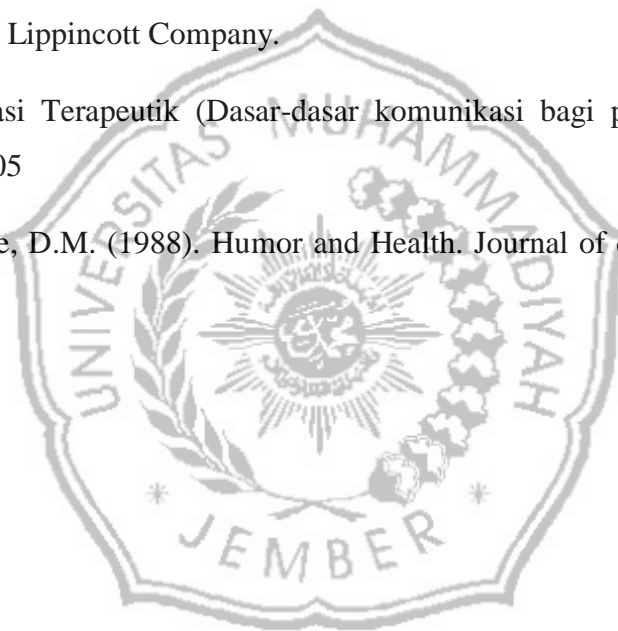 Lippincott Company.
asi Terapeutik (Dasar-dasar komunikasi bagi p
05
e, D.M. (1988). Humor and Health. Journal of
UNIVERSITAS MUHAMMADIYAH
JEMBER